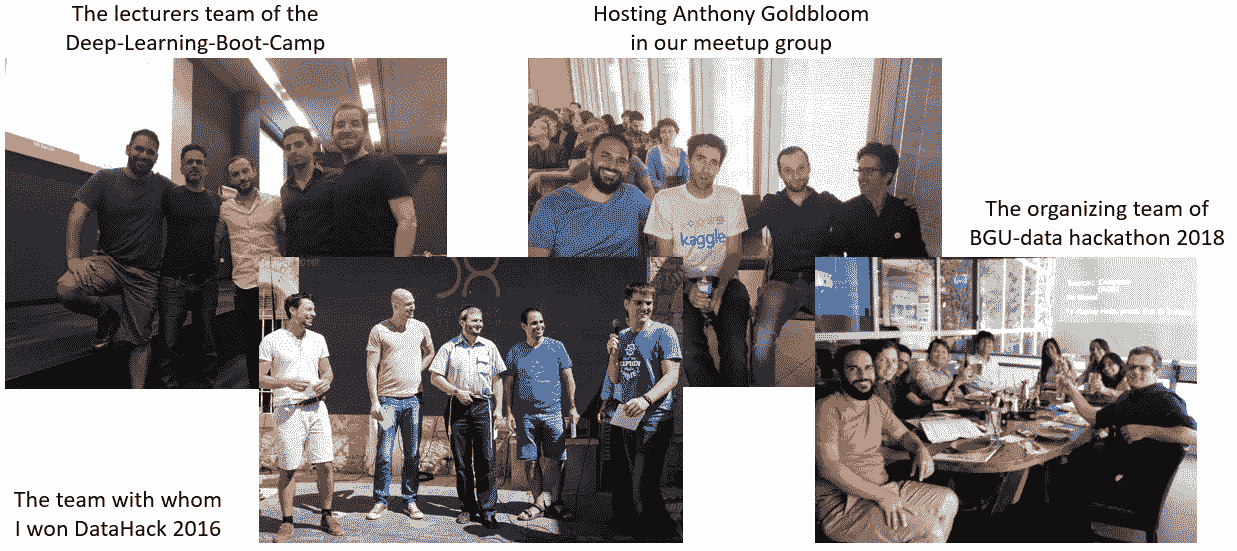 The lecturers team of the
Deep-Learning-Boot-Camp
Hosting Anthony Goldbloom
in our meetup group
kaggle
The organizing team of
BGU-data hackathon 2018
The team with whom
I won DataHack 2016